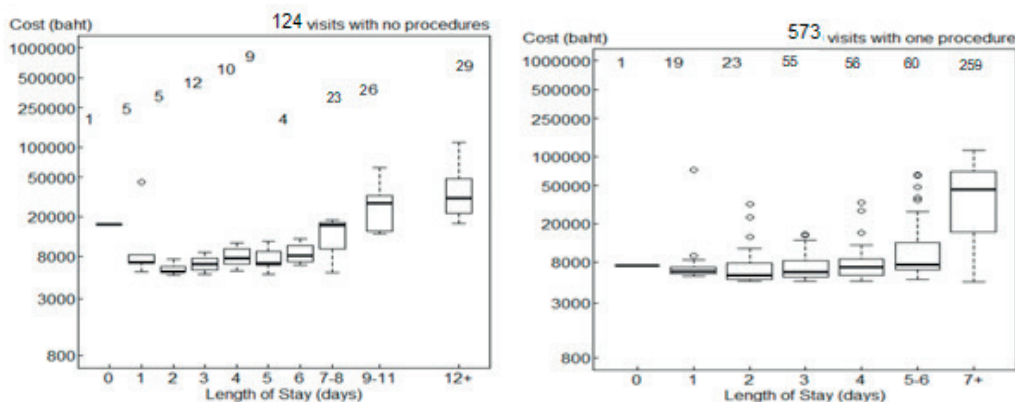 Cost (baht)
124 visits with no procedures
1000000
500000
250000
100000
50000
20000
8000
3000
800
1 5 5 12 10 9 4 23 26 29
0 1 2 3 4 5 6 7-8 9-11 12+
Length of Stay (days)
Cost (baht)
573 visits with one procedure
1000000
500000
250000
100000
50000
20000
8000
3000
800
1 19 23 55 56 60 259
0 1 2 3 4 5-6 7+
Length of Stay (days)